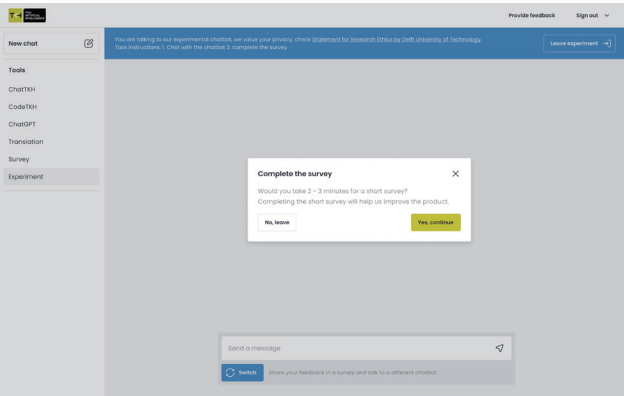 TKH
ARTIFICIAL
INTELLIGENCE
Provide feedback
Sign out
New chat
You are talking to our experimental chatbot, we value your privacy, check Statement for Research Ethics by Delft University of Technology.
Task instructions: 1. Chat with the chatbot 2. complete the survey
Leave experiment
Tools
ChatTKH
CodeTKH
ChatGPT
Translation
Survey
Experiment
Complete the survey
Would you take 2 - 3 minutes for a short survey?
Completing the short survey will help us improve the product.
No, leave
Yes, continue
Send a message
Switch
Share your feedback in a survey and talk to a different chatbot.